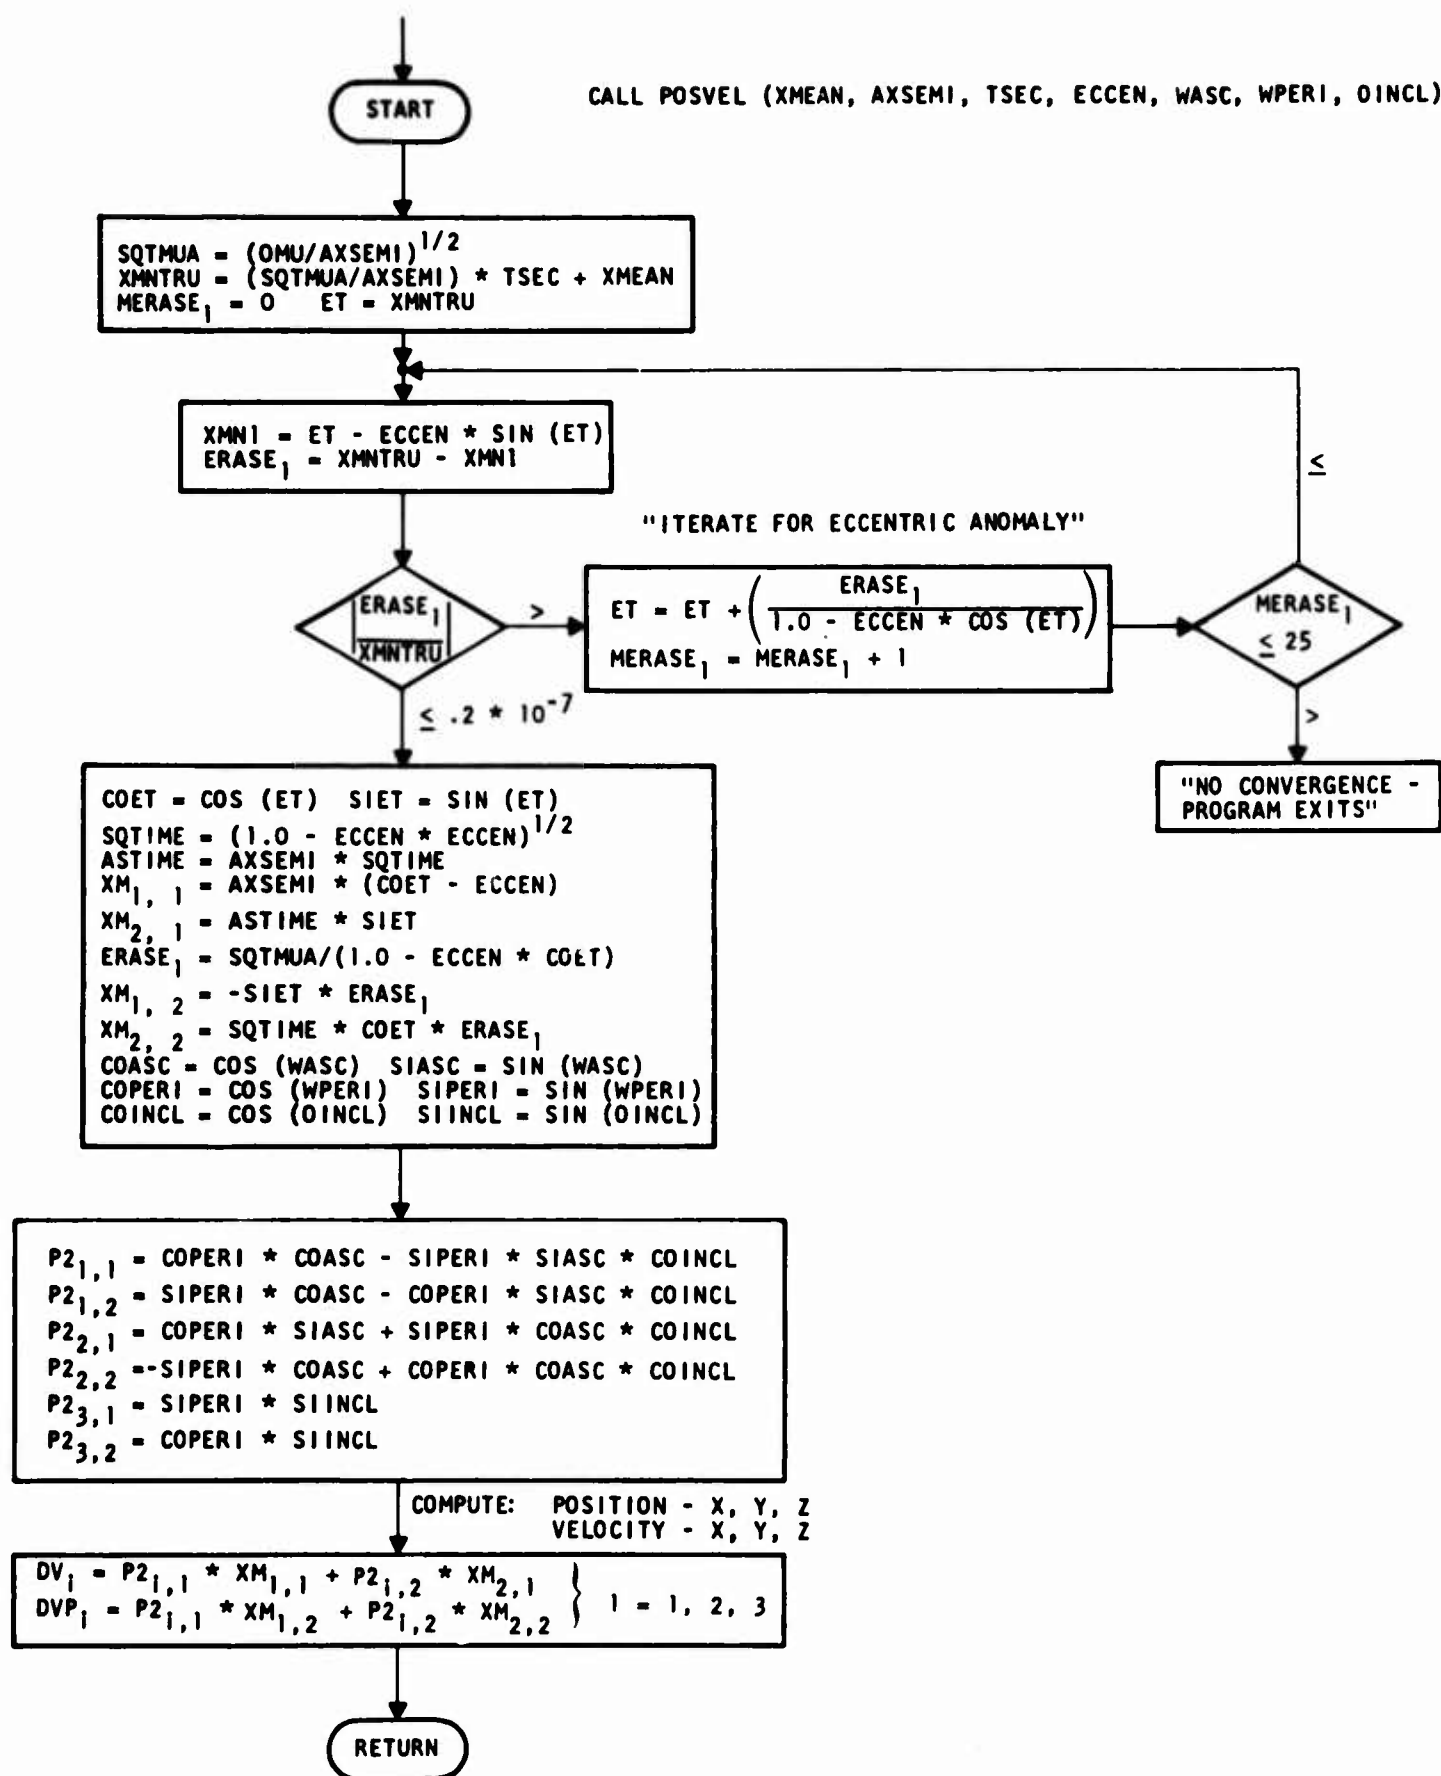 START
CALL POSVEL (XMEAN, AXSEMI, TSEC, ECCEN, WASC, WPERI, OINCL)
SQTMUA = (OMU/AXSEMI)^1/2
XMNTRU = (SQTMUA/AXSEMI) * TSEC + XMEAN
MERASE₁ = 0 ET = XMNTRU
XMN1 = ET - ECCEN * SIN (ET)
ERASE₁ = XMNTRU - XMN1
≤
"ITERATE FOR ECCENTRIC ANOMALY"
|ERASE₁|
|XMNTRU|
>
ET = ET + (ERASE₁ / 1.0 - ECCEN * COS (ET))
MERASE₁ = MERASE₁ + 1
MERASE₁
≤ 25
≤ .2 * 10^-7
>
"NO CONVERGENCE -
PROGRAM EXITS"
COET = COS (ET) SIET = SIN (ET)
SQTIME = (1.0 - ECCEN * ECCEN)^1/2
ASTIME = AXSEMI * SQTIME
XM₁, ₁ = AXSEMI * (COET - ECCEN)
XM₂, ₁ = ASTIME * SIET
ERASE₁ = SQTMUA/(1.0 - ECCEN * COET)
XM₁, ₂ = -SIET * ERASE₁
XM₂, ₂ = SQTIME * COET * ERASE₁
COASC = COS (WASC) SIASC = SIN (WASC)
COPERI = COS (WPERI) SIPERI = SIN (WPERI)
COINCL = COS (OINCL) SIINCL = SIN (OINCL)
P2₁,₁ = COPERI * COASC - SIPERI * SIASC * COINCL
P2₁,₂ = SIPERI * COASC - COPERI * SIASC * COINCL
P2₂,₁ = COPERI * SIASC + SIPERI * COASC * COINCL
P2₂,₂ =-SIPERI * COASC + COPERI * COASC * COINCL
P2₃,₁ = SIPERI * SIINCL
P2₃,₂ = COPERI * SIINCL
COMPUTE: POSITION - X, Y, Z
VELOCITY - X, Y, Z
DVᵢ = P2ᵢ,₁ * XM₁,₁ + P2ᵢ,₂ * XM₂,₁
DVPᵢ = P2ᵢ,₁ * XM₁,₂ + P2ᵢ,₂ * XM₂,₂ } 1 = 1, 2, 3
RETURN